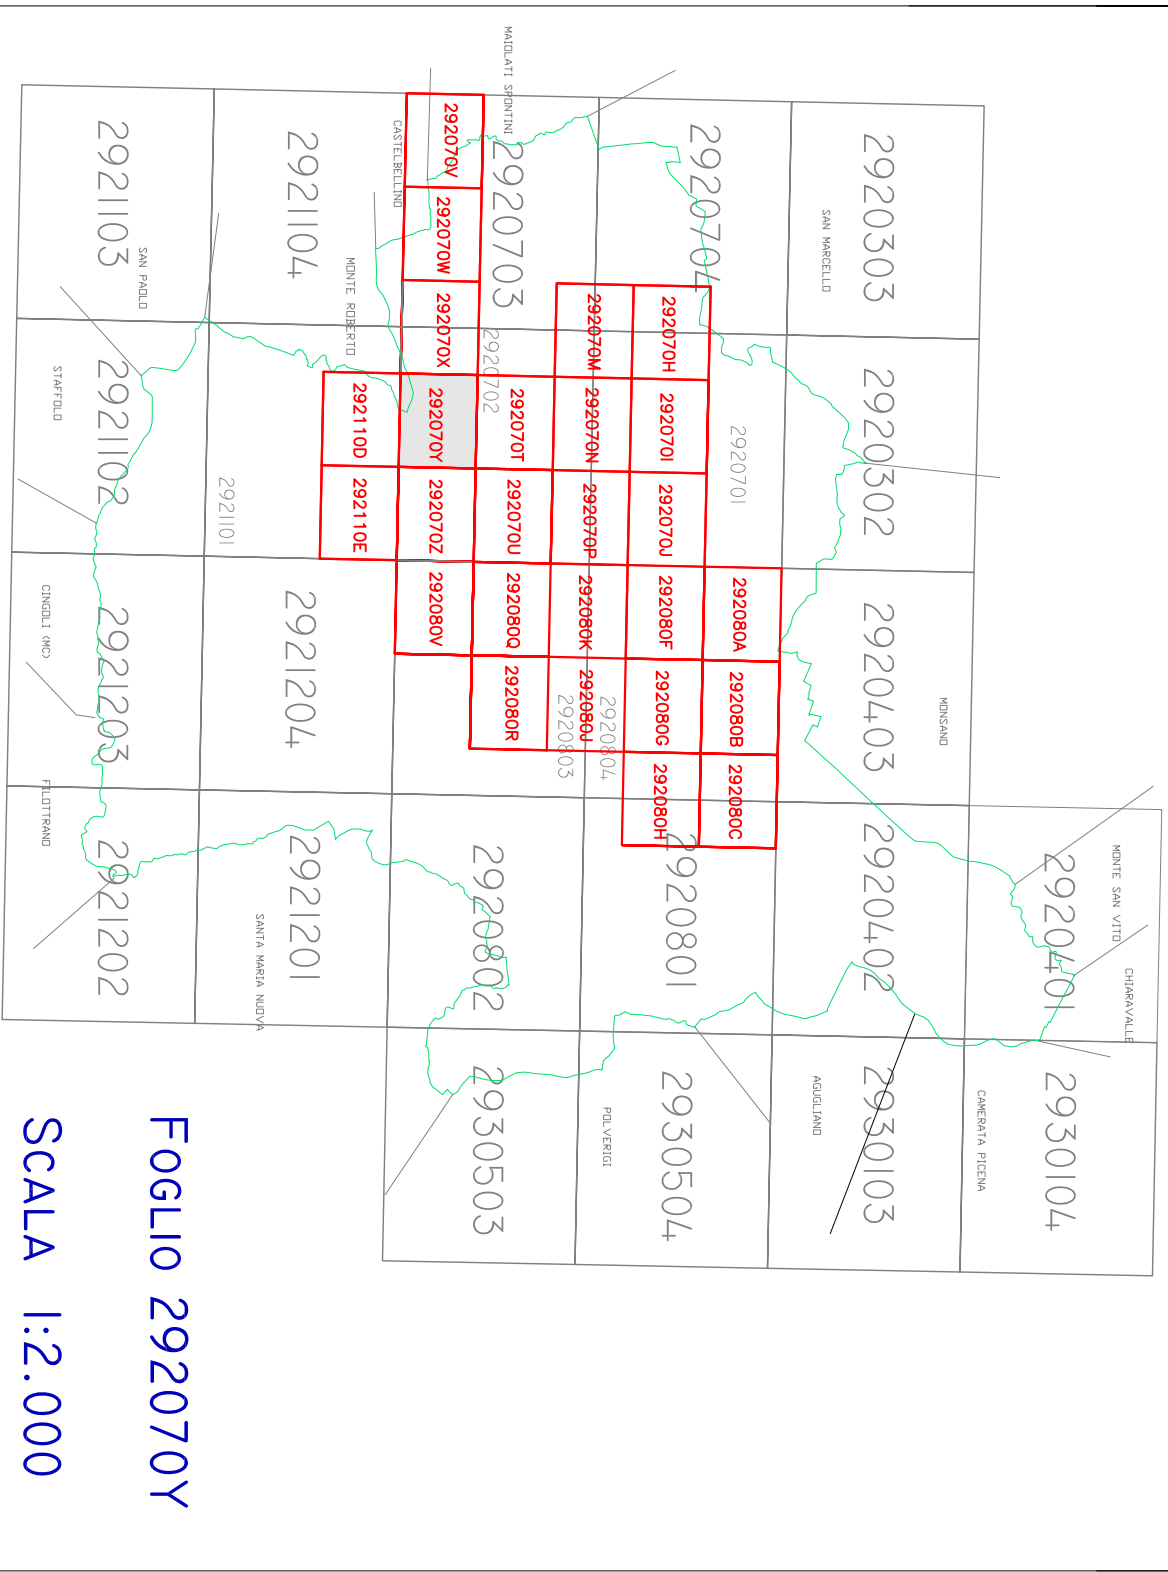 CHIARAVALLE
MONTE SAN VITO
2920401 2930104
CAMERATA PICENA
MONSANO
2920303 2920302 2920403 2920402 2930103
SAN MARCELLO
AGUGLIANO
2920701 292080A 292080B 292080C
2920704 2920801 2930504
292070H 292070I 292070J 292080F 292080G 292080H
2920804
POLVERIGI
292070M 292070N 292070P 292080K 292080J
2920803
MAIOLATI SPONTINI
2920703 2920802 2930503
292070T 292070U 292080Q 292080R
2920702
292070V 292070W 292070X 292070Y 292070Z 292080V
CASTELBELLINO
292110D 292110E
MONTE ROBERTO
2921104 2921204 2921201
SANTA MARIA NUOVA
2921101
SAN PAOLO
2921103 2921102 2921203 2921202
STAFFOLO
CINGOLI (MC)
FILOTTRANO
FOGLIO 292070Y
SCALA 1:2.000